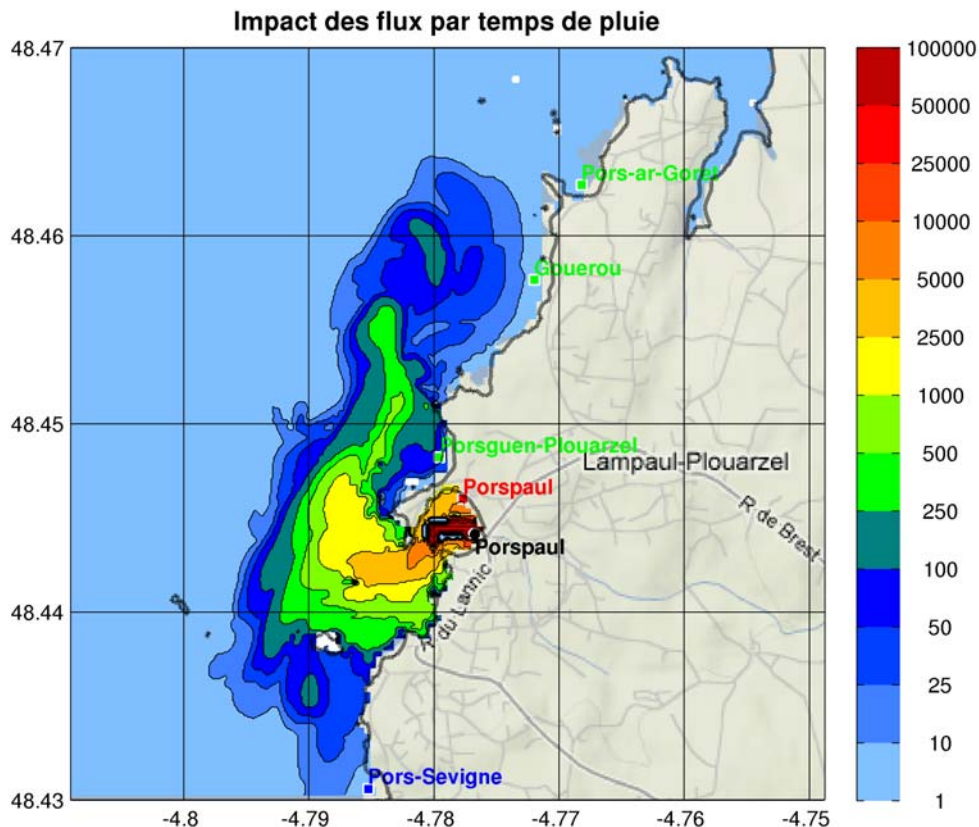 Impact des flux par temps de pluie
48.47
48.46
48.45
48.44
48.43
-4.8
-4.79
-4.78
-4.77
-4.76
-4.75
Pors-ar-Goret
Gouerou
Porsguen-Plouarzel
Lampaul-Plouarzel
Porspaul
R de Brest
Porspaul
R du Lannic
Pors-Sevigne
100000
50000
25000
10000
5000
2500
1000
500
250
100
50
25
10
1